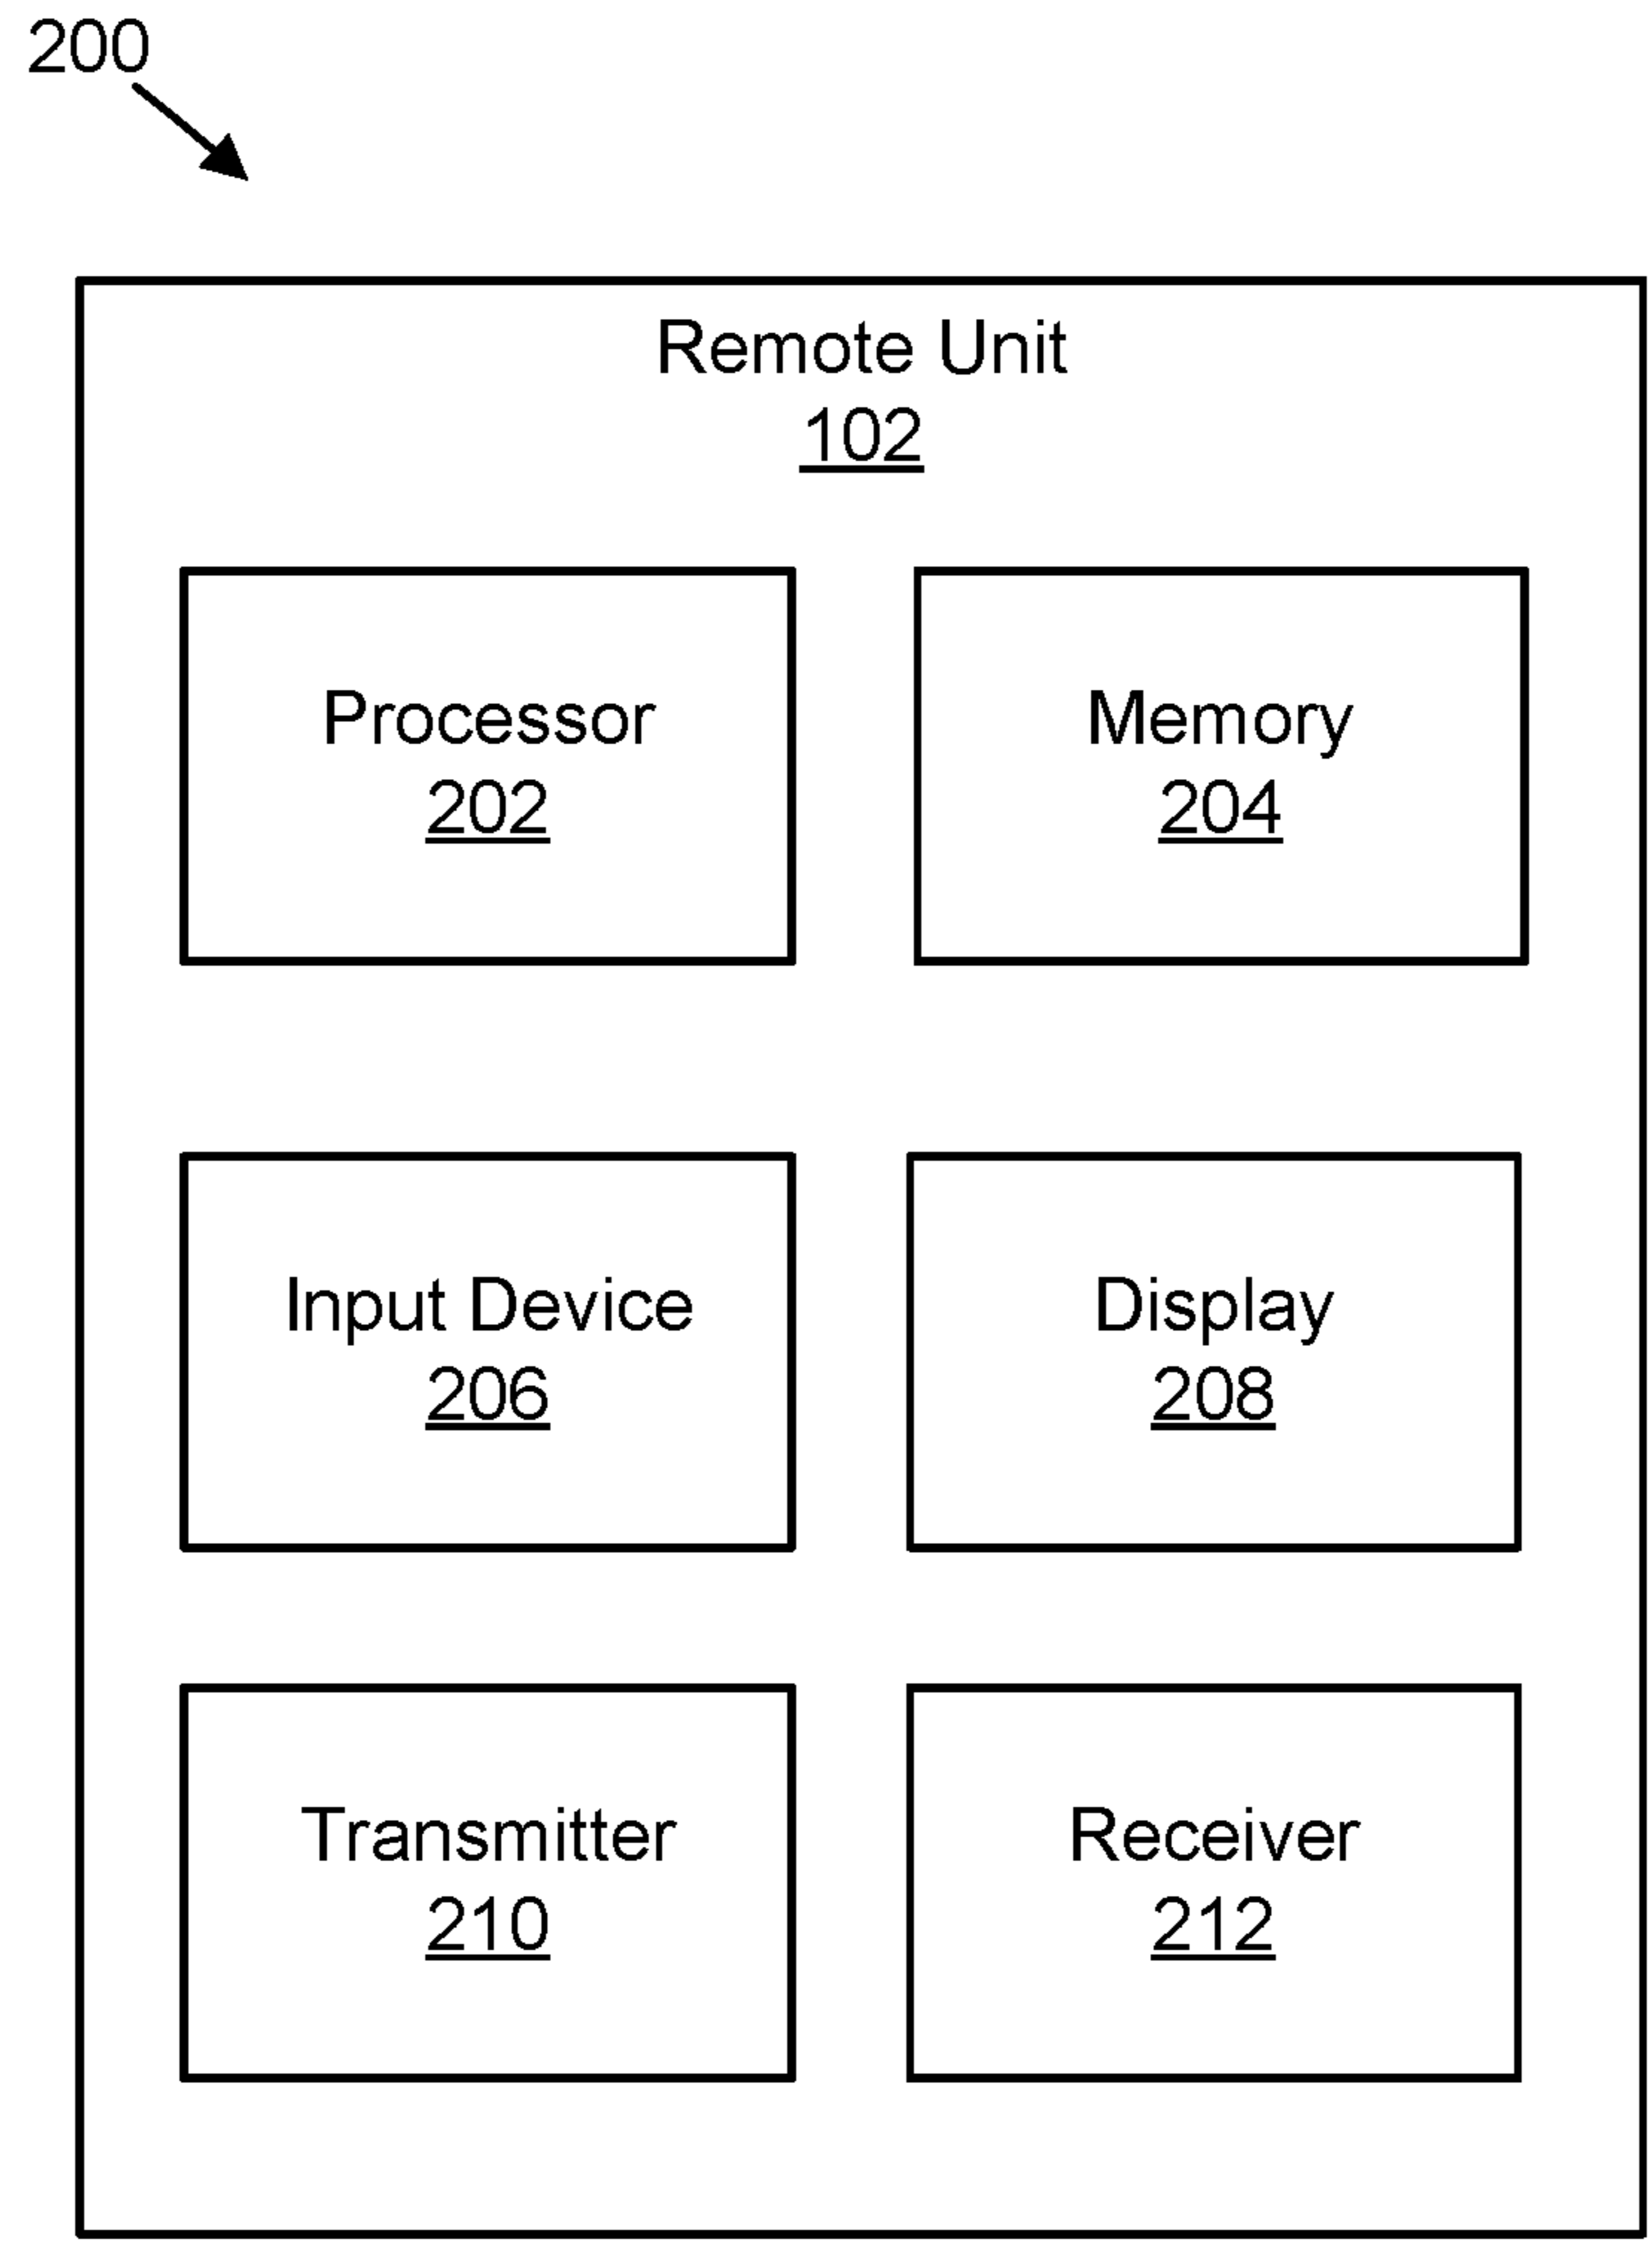 200
Remote Unit
102
Processor
202
Memory
204
Input Device
206
Display
208
Transmitter
210
Receiver
212